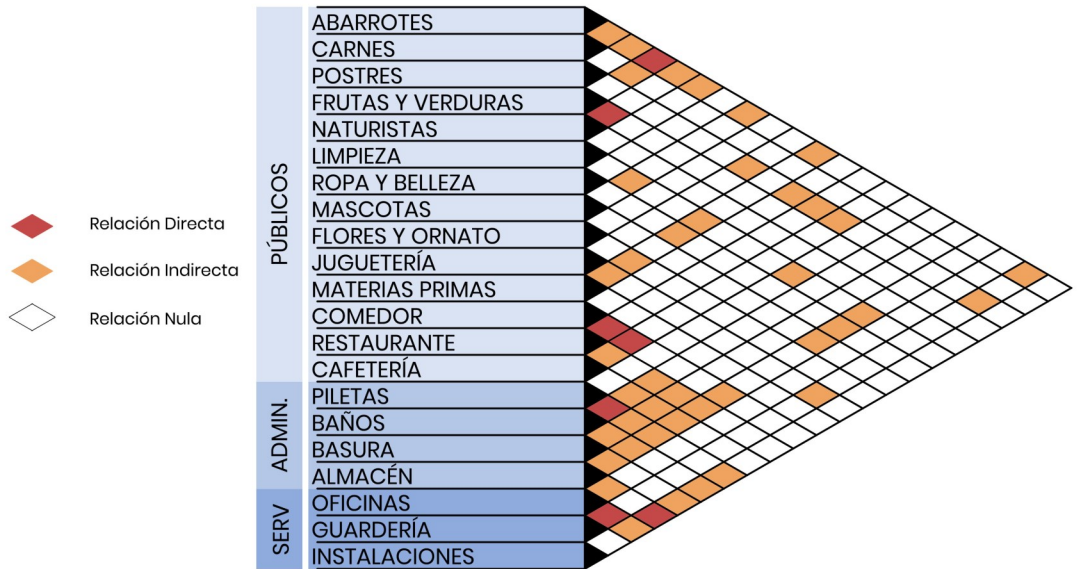 Relación Directa
Relación Indirecta
Relación Nula
PÚBLICOS
ABARROTES
CARNES
POSTRES
FRUTAS Y VERDURAS
NATURISTAS
LIMPIEZA
ROPA Y BELLEZA
MASCOTAS
FLORES Y ORNATO
JUGUETERÍA
MATERIAS PRIMAS
COMEDOR
RESTAURANTE
CAFETERÍA
ADMIN.
PILETAS
BAÑOS
BASURA
ALMACÉN
SERV
OFICINAS
GUARDERÍA
INSTALACIONES